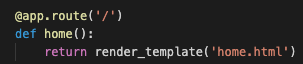 @app.route('/')
def home():
    return render_template('home.html')